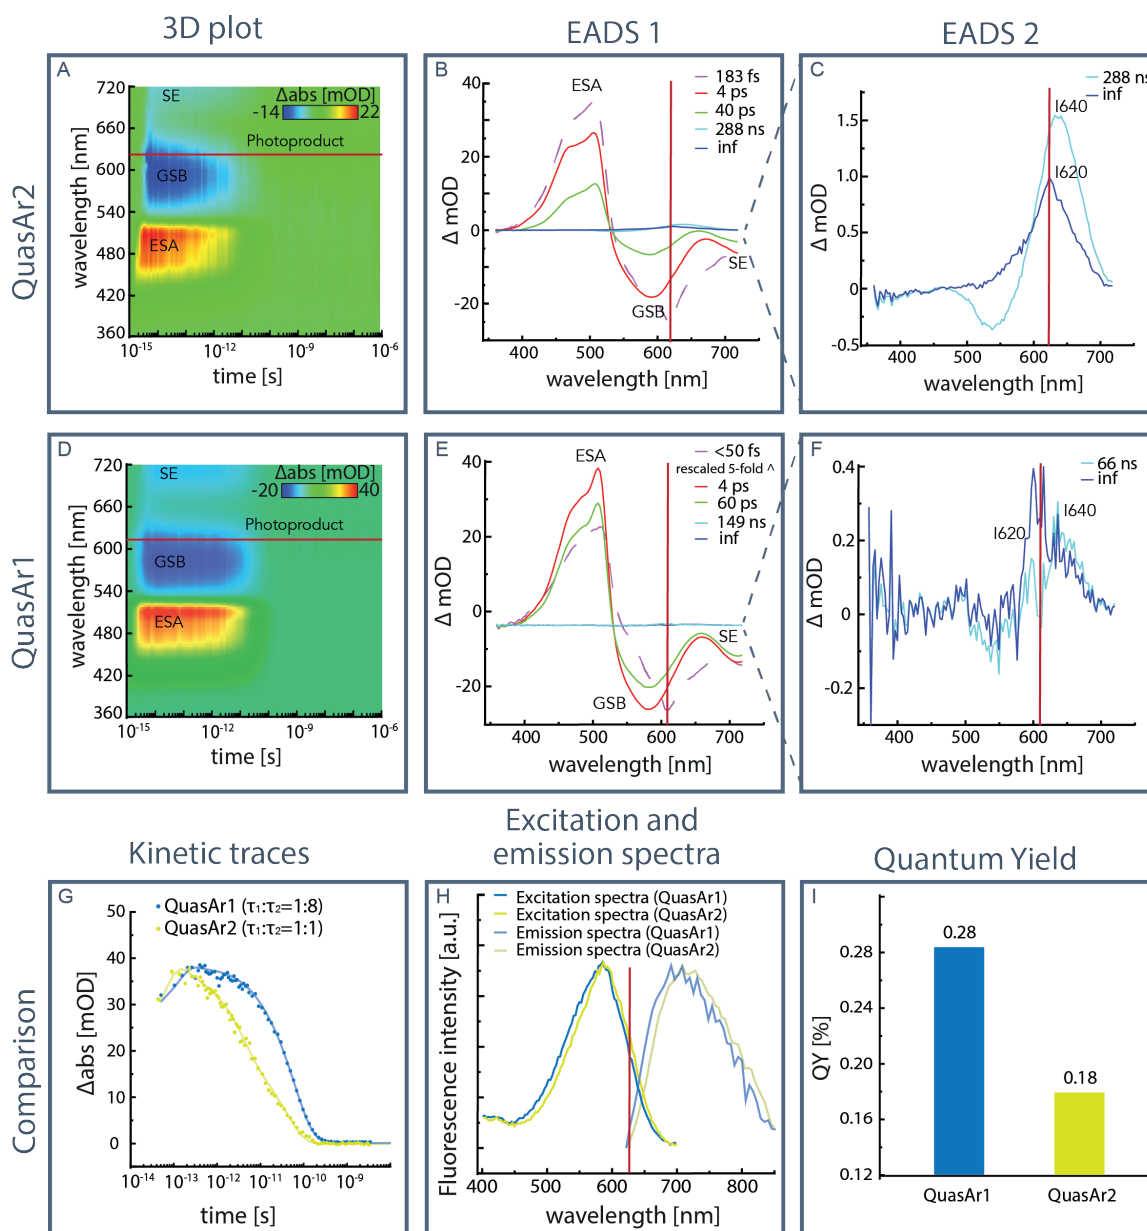 3D plot
EADS 1
EADS 2
QuasAr2
A
720
660
600
540
480
420
360
wavelength [nm]
SE
Δabs [mOD]
-14
22
Photoproduct
GSB
ESA
10-15
10-12
10-9
10-6
time [s]
B
40
20
0
-20
Δ mOD
ESA
183 fs
4 ps
40 ps
288 ns
inf
GSB
SE
400
500
600
700
wavelength [nm]
C
288 ns
inf
I640
I620
1.5
1.0
0.5
0
-0.5
Δ mOD
400
500
600
700
wavelength [nm]
QuasAr1
D
720
660
600
540
480
420
360
wavelength [nm]
SE
Δabs [mOD]
-20
40
Photoproduct
GSB
ESA
10-15
10-12
10-9
10-6
time [s]
E
40
20
0
-20
Δ mOD
ESA
<50 fs
rescaled 5-fold ^
4 ps
60 ps
149 ns
inf
SE
GSB
400
500
600
700
wavelength [nm]
F
66 ns
inf
I640
I620
0.4
0.2
0
-0.2
Δ mOD
400
500
600
700
wavelength [nm]
Kinetic traces
Excitation and
emission spectra
Quantum Yield
Comparison
G
50
40
30
20
10
0
Δabs [mOD]
QuasAr1 (τ1:τ2=1:8)
QuasAr2 (τ1:τ2=1:1)
10-14
10-13
10-12
10-11
10-10
10-9
time [s]
H
Excitation spectra (QuasAr1)
Excitation spectra (QuasAr2)
Emission spectra (QuasAr1)
Emission spectra (QuasAr2)
Fluorescence intensity [a.u.]
400
500
600
700
800
wavelength [nm]
I
0.28
0.24
0.20
0.16
0.12
QY [%]
0.28
0.18
QuasAr1
QuasAr2